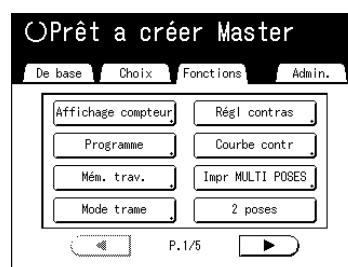 Prêt a créer Master
De base Choix Fonctions Admin.
Affichage compteur Régl contras
Programme Courbe contr
Mém. trav. Impr MULTI POSES
Mode trame 2 poses
P.1/5